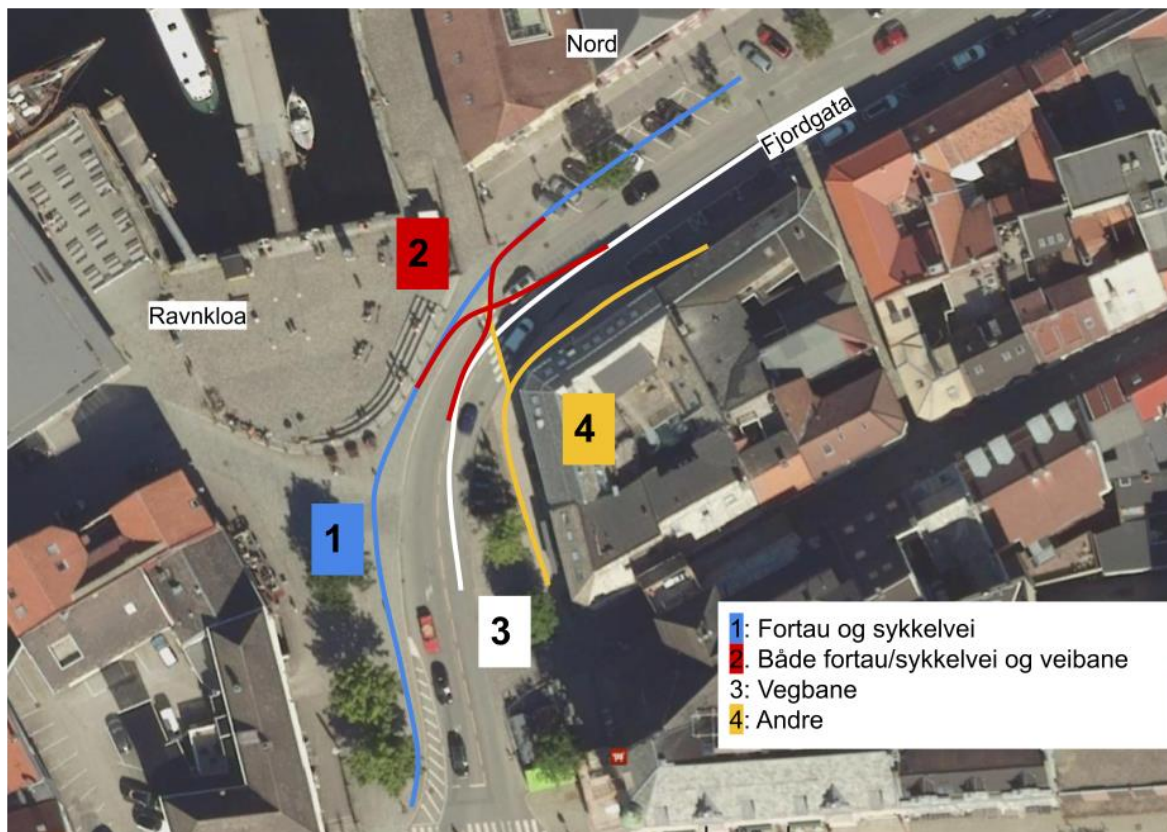 Nord
Fjordgata
2
Ravnkloa
4
1
3
1: Fortau og sykkelvei
2. Både fortau/sykkelvei og veibane
3: Vegbane
4: Andre